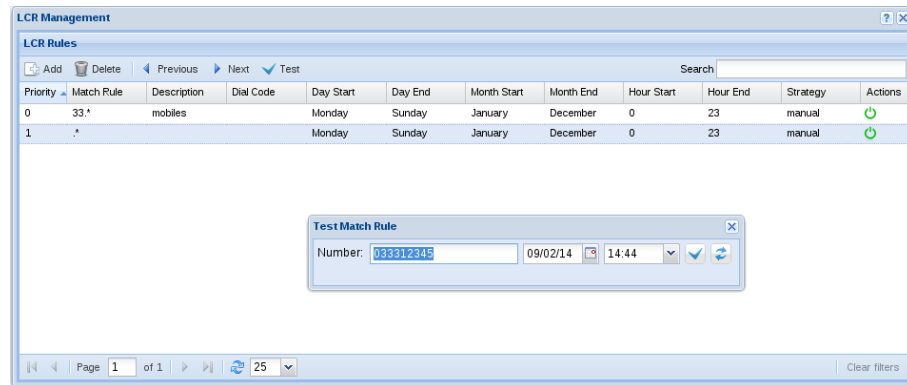 LCR Management
LCR Rules
Add Delete Previous Next Test Search
Priority Match Rule Description Dial Code Day Start Day End Month Start Month End Hour Start Hour End Strategy Actions
0 33.* mobiles Monday Sunday January December 0 23 manual
1 .* Monday Sunday January December 0 23 manual
Test Match Rule
Number: 033312345 09/02/14 14:44
Page 1 of 1 25 Clear filters